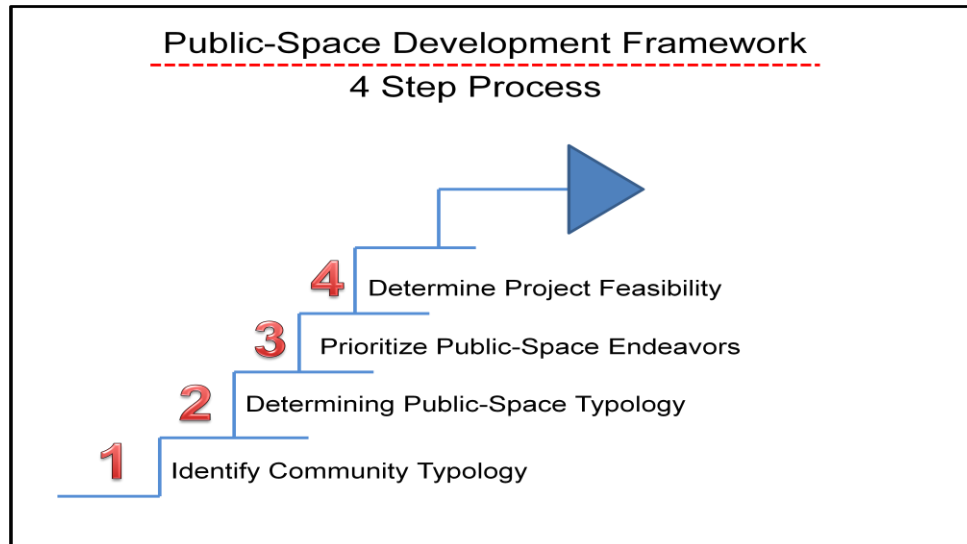 Public-Space Development Framework
4 Step Process
4 Determine Project Feasibility
3 Prioritize Public-Space Endeavors
2 Determining Public-Space Typology
1 Identify Community Typology